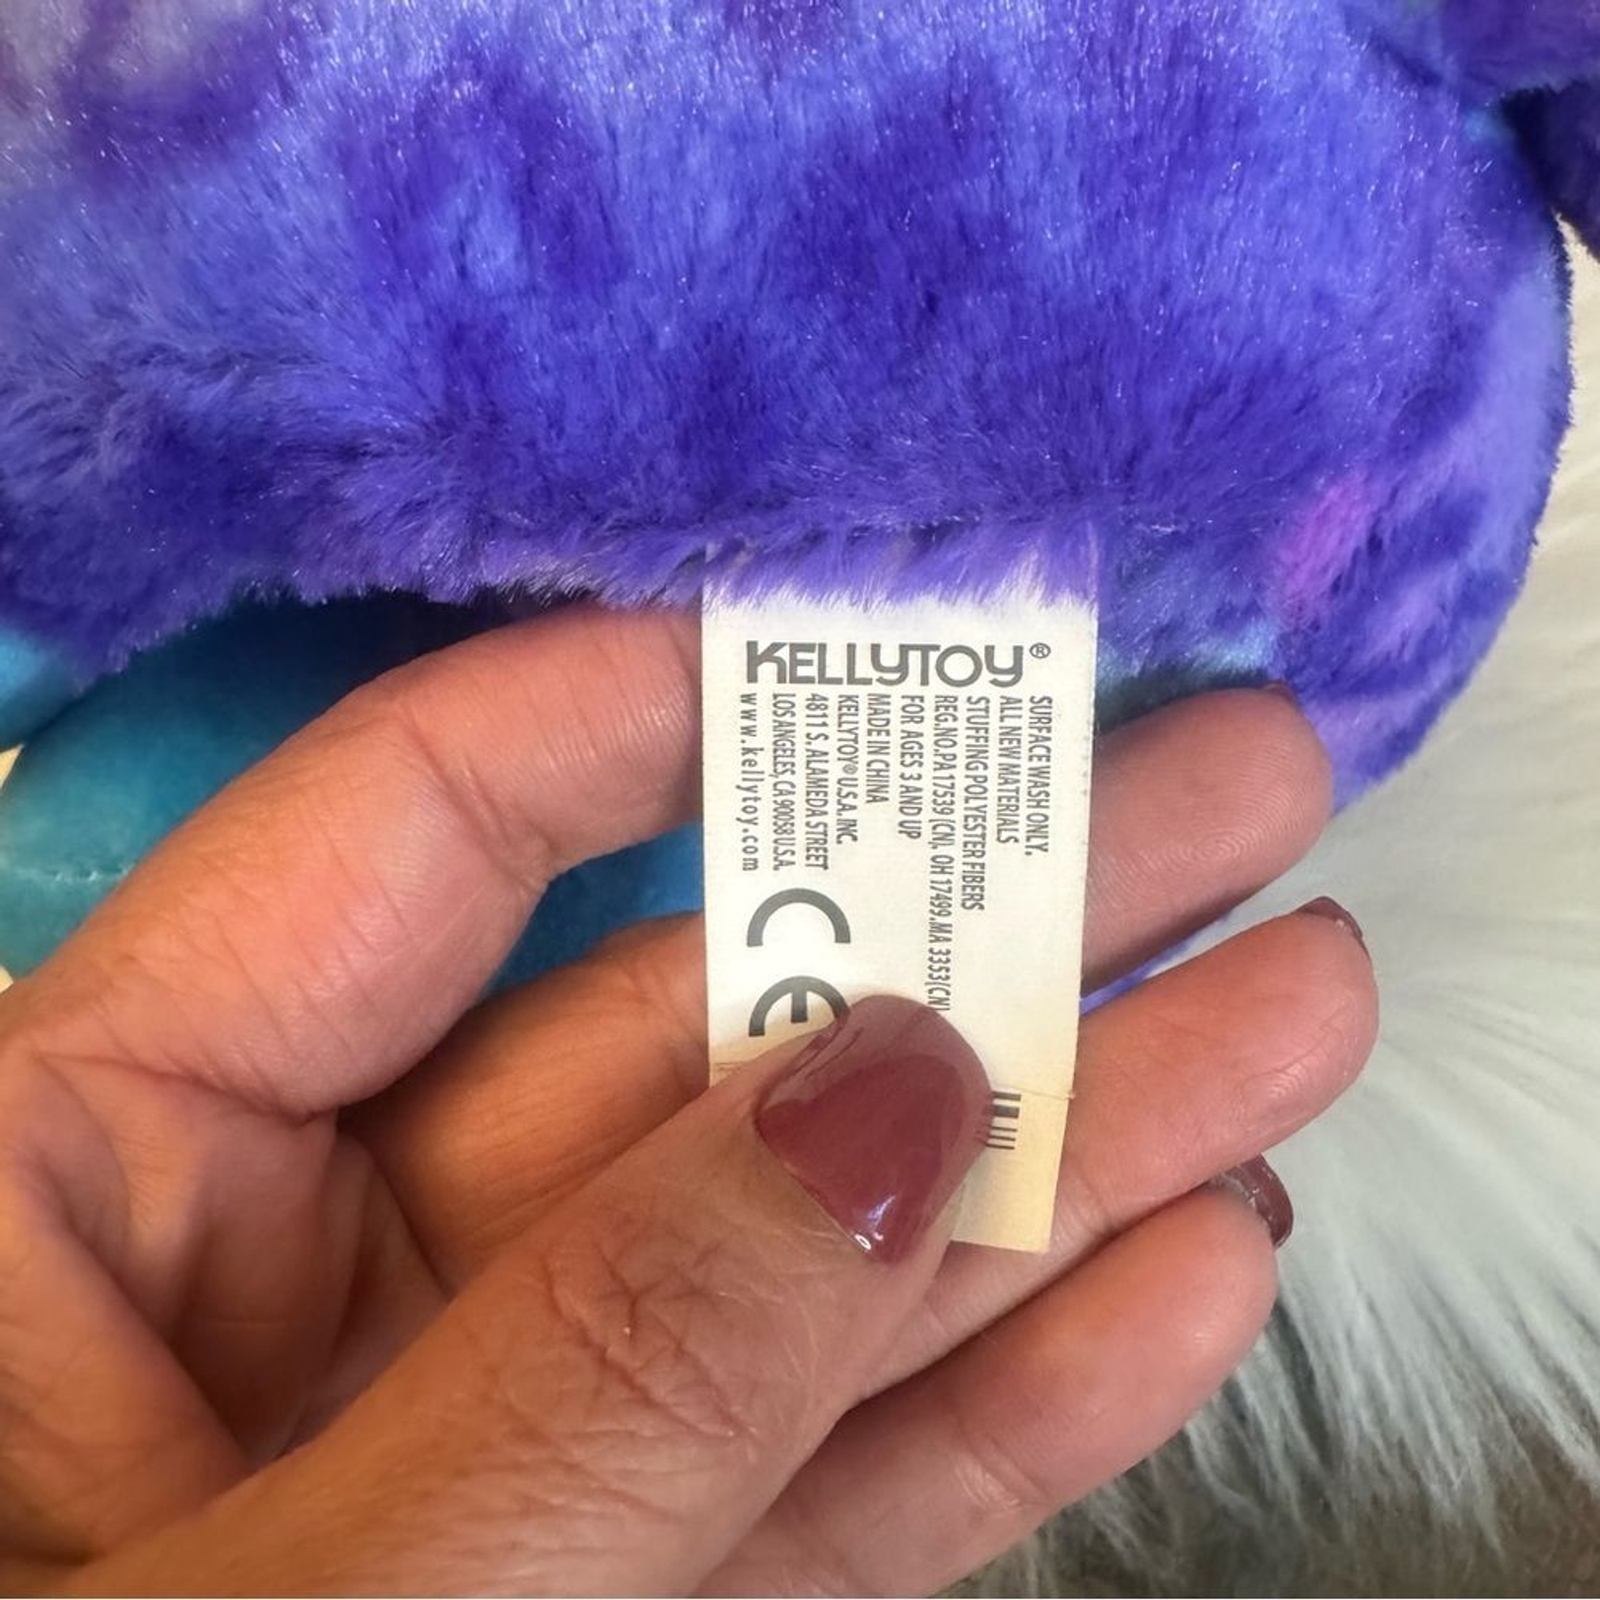 KELLYTOY®
SURFACE WASH ONLY.
ALL NEW MATERIALS
STUFFING POLYESTER FIBERS
REG.NO.PA 17539 (CN), OH 17499.MA 3353(CN)
FOR AGES 3 AND UP
MADE IN CHINA
KELLYTOY® U.S.A. INC.
4811 S. ALAMEDA STREET
LOS ANGELES, CA 90058 U.S.A.
www.kellytoy.com
CE